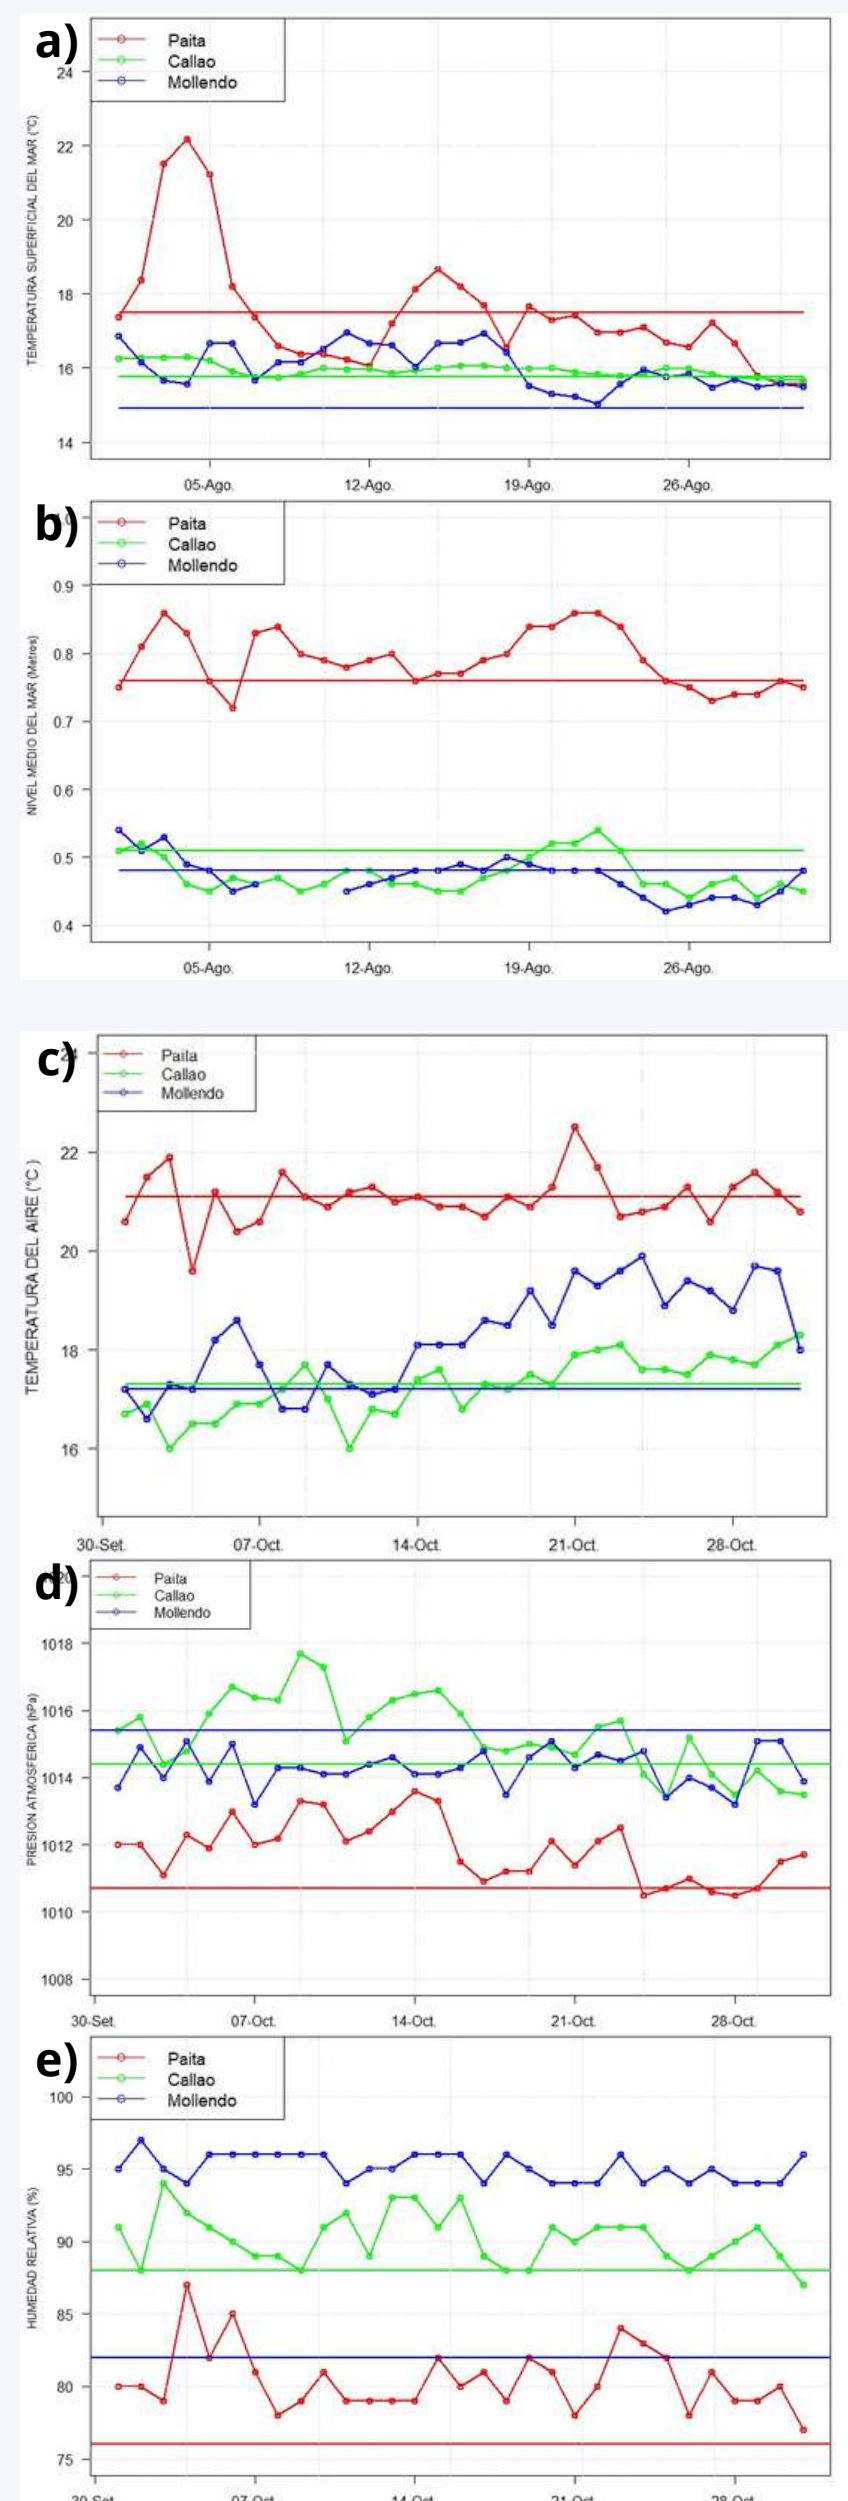 a)
Paita
Callao
Mollendo
TEMPERATURA SUPERFICIAL DEL MAR (°C)
24
22
20
18
16
14
05-Ago.
12-Ago.
19-Ago.
26-Ago.
b)
Paita
Callao
Mollendo
NIVEL MEDIO DEL MAR (Metros)
0.9
0.8
0.7
0.6
0.5
0.4
05-Ago.
12-Ago.
19-Ago.
26-Ago.
c)
Paita
Callao
Mollendo
TEMPERATURA DEL AIRE (°C )
22
20
18
16
30-Set.
07-Oct.
14-Oct.
21-Oct.
28-Oct.
d)
Paita
Callao
Mollendo
PRESIÓN ATMOSFERICA (hPa)
1018
1016
1014
1012
1010
1008
30-Set.
07-Oct.
14-Oct.
21-Oct.
28-Oct.
e)
Paita
Callao
Mollendo
HUMEDAD RELATIVA (%)
100
95
90
85
80
75